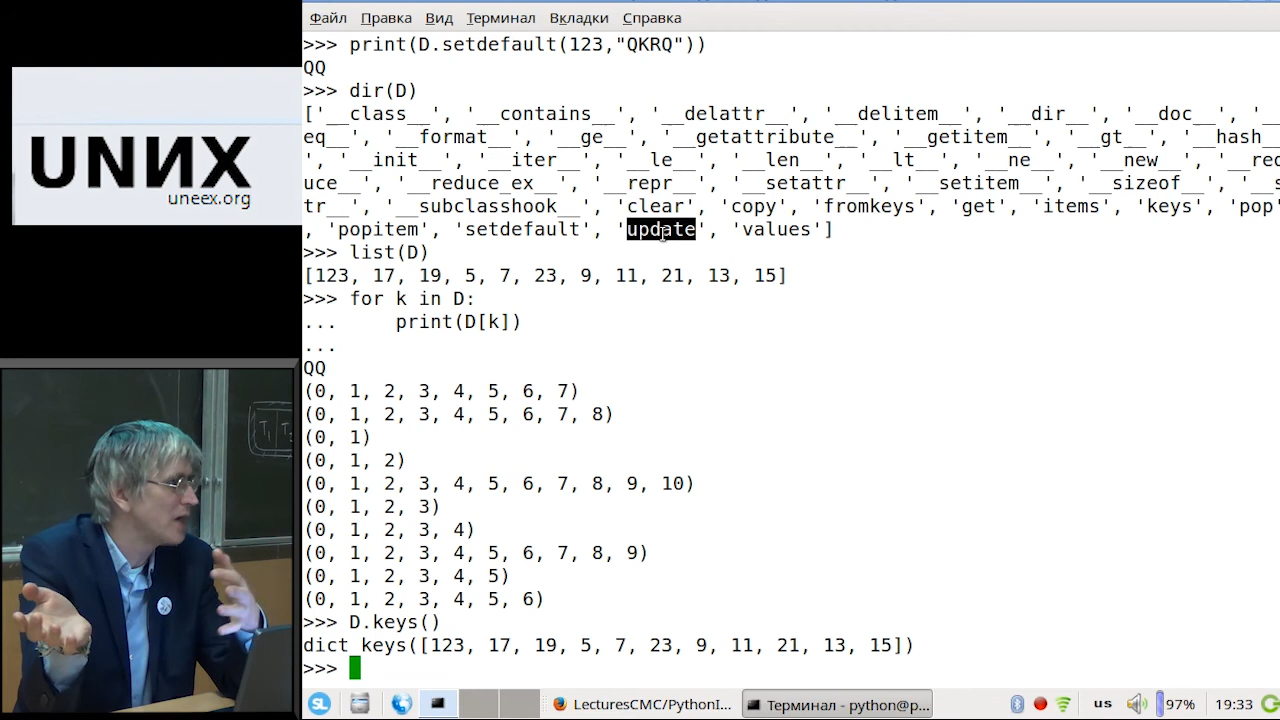 UNИX
uneex.org
T₁ T₂
Файл Правка Вид Терминал Вкладки Справка
>>> print(D.setdefault(123,"QKRQ"))
QQ
>>> dir(D)
['__class__', '__contains__', '__delattr__', '__delitem__', '__dir__', '__doc__', '__
eq__', '__format__', '__ge__', '__getattribute__', '__getitem__', '__gt__', '__hash__
', '__init__', '__iter__', '__le__', '__len__', '__lt__', '__ne__', '__new__', '__red
uce__', '__reduce_ex__', '__repr__', '__setattr__', '__setitem__', '__sizeof__', '__s
tr__', '__subclasshook__', 'clear', 'copy', 'fromkeys', 'get', 'items', 'keys', 'pop'
, 'popitem', 'setdefault', 'update', 'values']
>>> list(D)
[123, 17, 19, 5, 7, 23, 9, 11, 21, 13, 15]
>>> for k in D:
...     print(D[k])
...
QQ
(0, 1, 2, 3, 4, 5, 6, 7)
(0, 1, 2, 3, 4, 5, 6, 7, 8)
(0, 1)
(0, 1, 2)
(0, 1, 2, 3, 4, 5, 6, 7, 8, 9, 10)
(0, 1, 2, 3)
(0, 1, 2, 3, 4)
(0, 1, 2, 3, 4, 5, 6, 7, 8, 9)
(0, 1, 2, 3, 4, 5)
(0, 1, 2, 3, 4, 5, 6)
>>> D.keys()
dict_keys([123, 17, 19, 5, 7, 23, 9, 11, 21, 13, 15])
>>>
SL LecturesCMC/PythonI... Терминал - python@p... us 97% 19:33